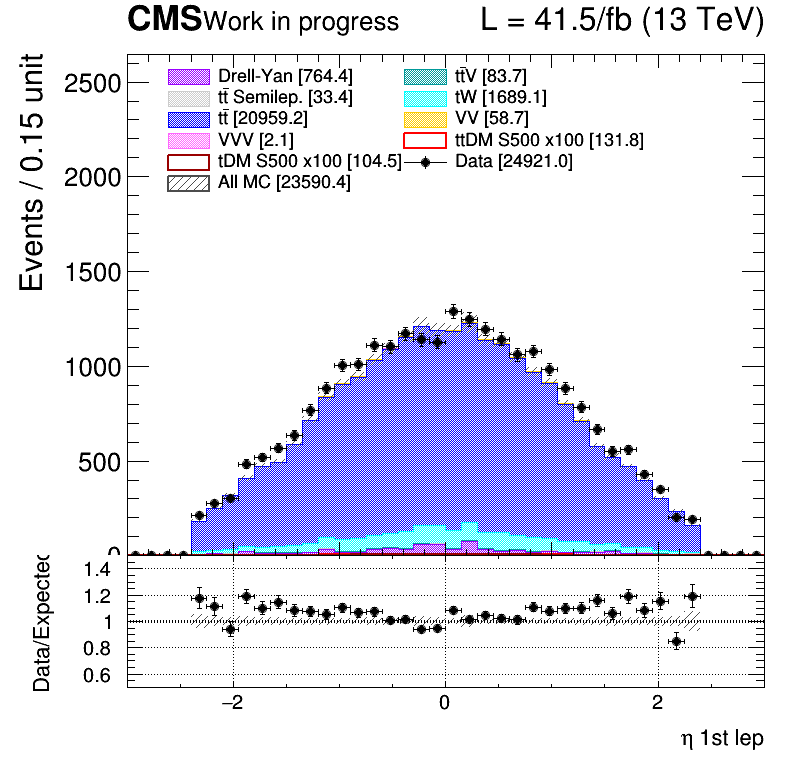 CMS Work in progress L = 41.5/fb (13 TeV)
Events / 0.15 unit
2500
2000
1500
1000
500
0
Drell-Yan [764.4]
tt̄V [83.7]
tt̄ Semilep. [33.4]
tW [1689.1]
tt̄ [20959.2]
VV [58.7]
VVV [2.1]
ttDM S500 x100 [131.8]
tDM S500 x100 [104.5]
Data [24921.0]
All MC [23590.4]
Data/Expected
1.4
1.2
1
0.8
0.6
−2 0 2
η 1st lep